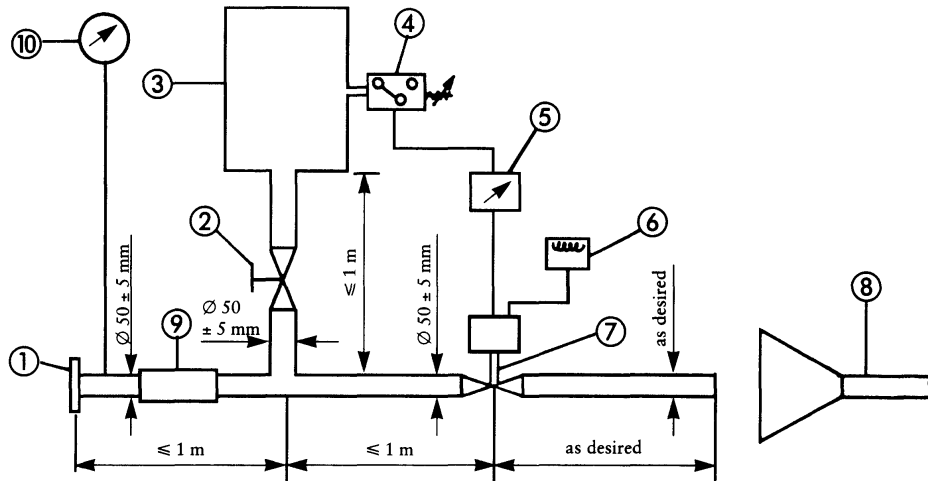 10
3
4
5
2
6
≤ 1 m
Ø 50 ± 5 mm
Ø 50
± 5 mm
Ø 50 ± 5 mm
as desired
9
7
8
1
≤ 1 m
≤ 1 m
as desired